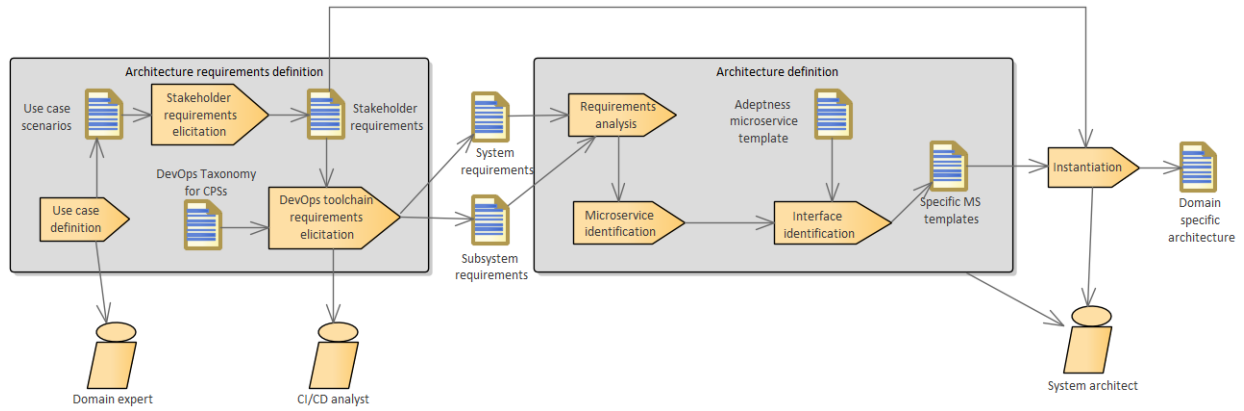 Architecture requirements definition
Use case
scenarios
Stakeholder
requirements
elicitation
Stakeholder
requirements
DevOps Taxonomy
for CPSs
Use case
definition
DevOps toolchain
requirements
elicitation
System
requirements
Subsystem
requirements
Architecture definition
Requirements
analysis
Adeptness
microservice
template
Microservice
identification
Interface
identification
Specific MS
templates
Instantiation
Domain
specific
architecture
Domain expert
CI/CD analyst
System architect